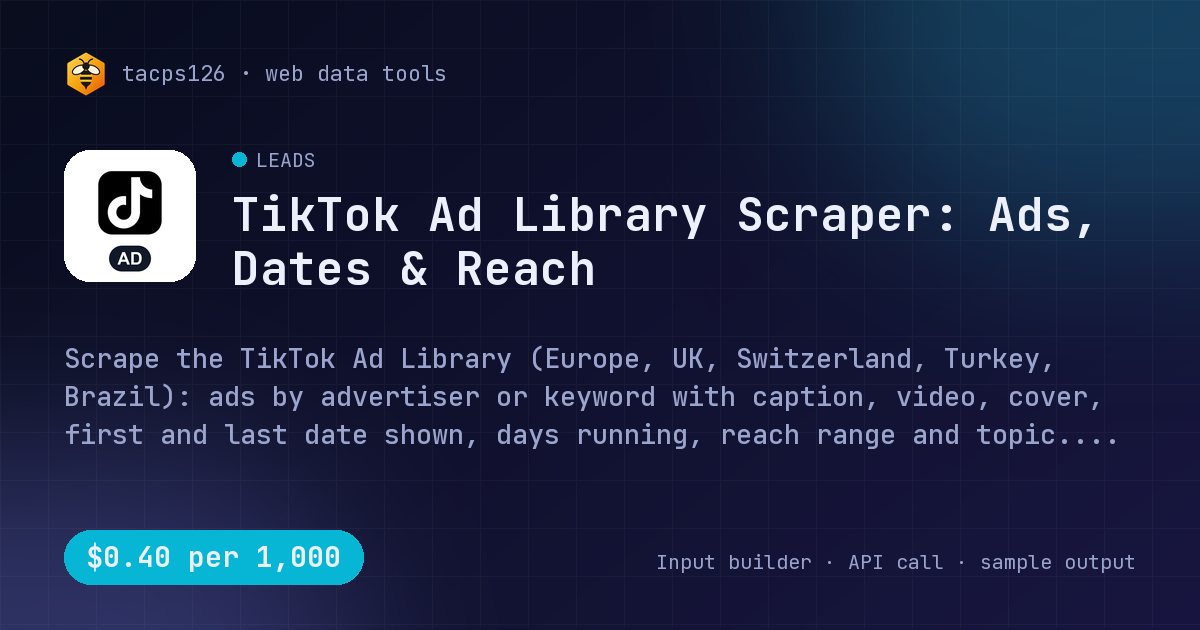 tacps126 · web data tools
AD
LEADS
TikTok Ad Library Scraper: Ads,
Dates & Reach
Scrape the TikTok Ad Library (Europe, UK, Switzerland, Turkey,
Brazil): ads by advertiser or keyword with caption, video, cover,
first and last date shown, days running, reach range and topic....
$0.40 per 1,000
Input builder · API call · sample output